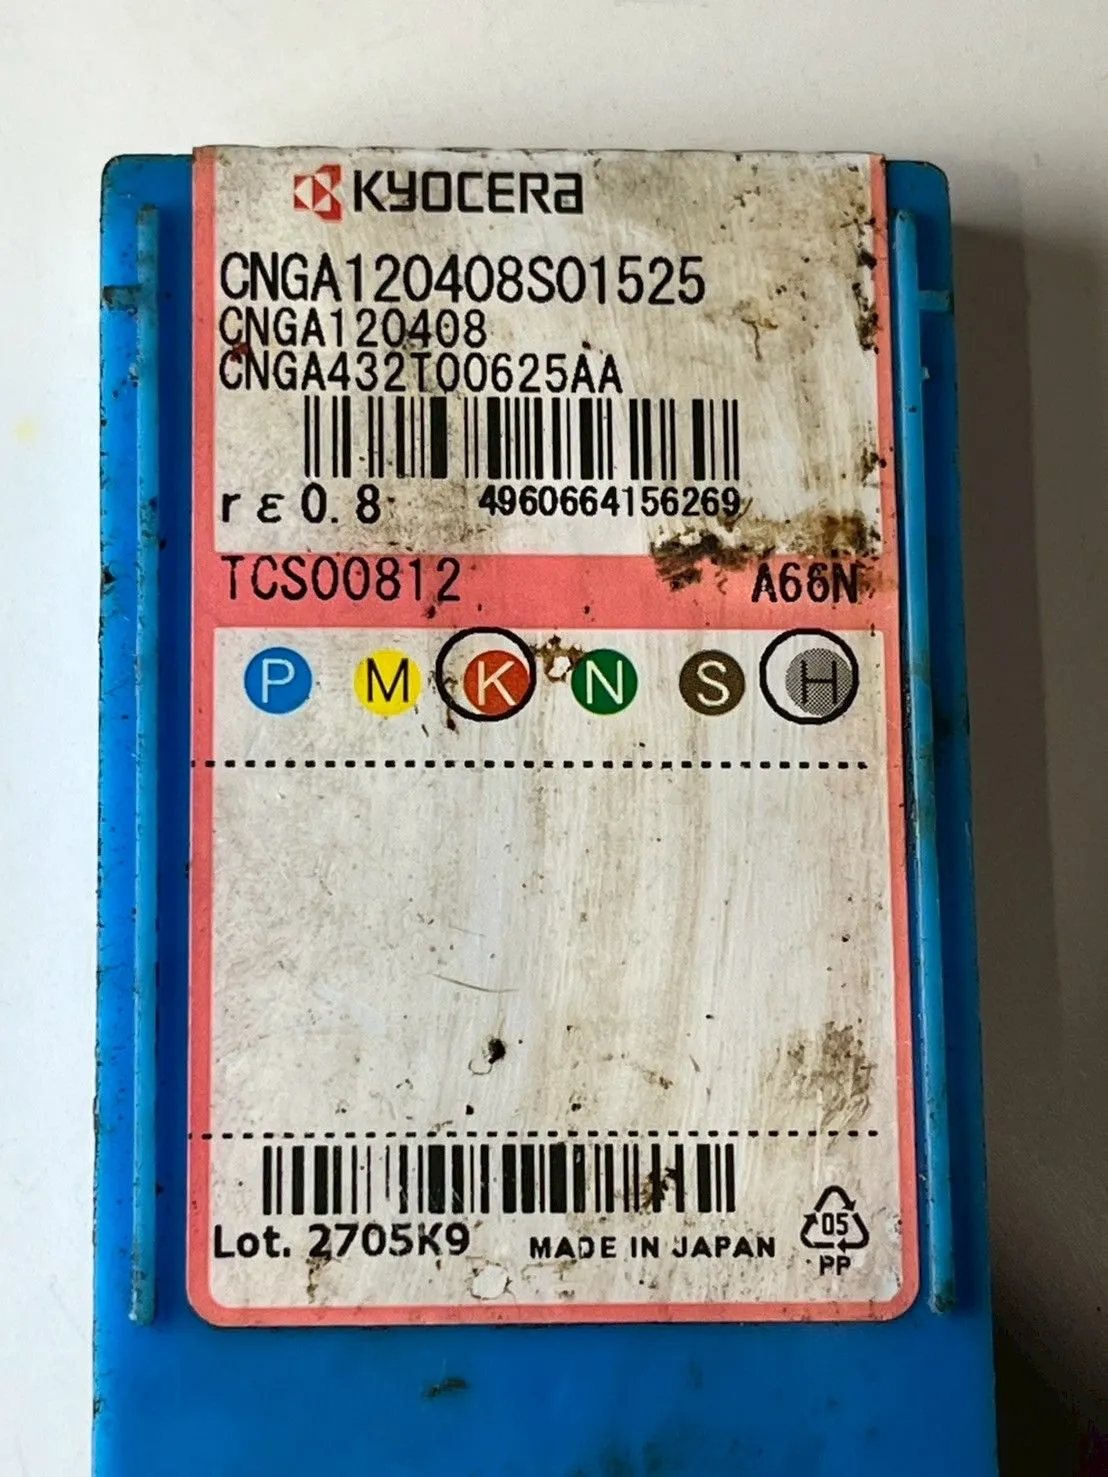 KYOCERA
CNGA120408S01525
CNGA120408
CNGA432T00625AA
rε0.8 4960664156269
TCS00812 A66N
P M K N S H
Lot. 2705K9 MADE IN JAPAN
05
PP